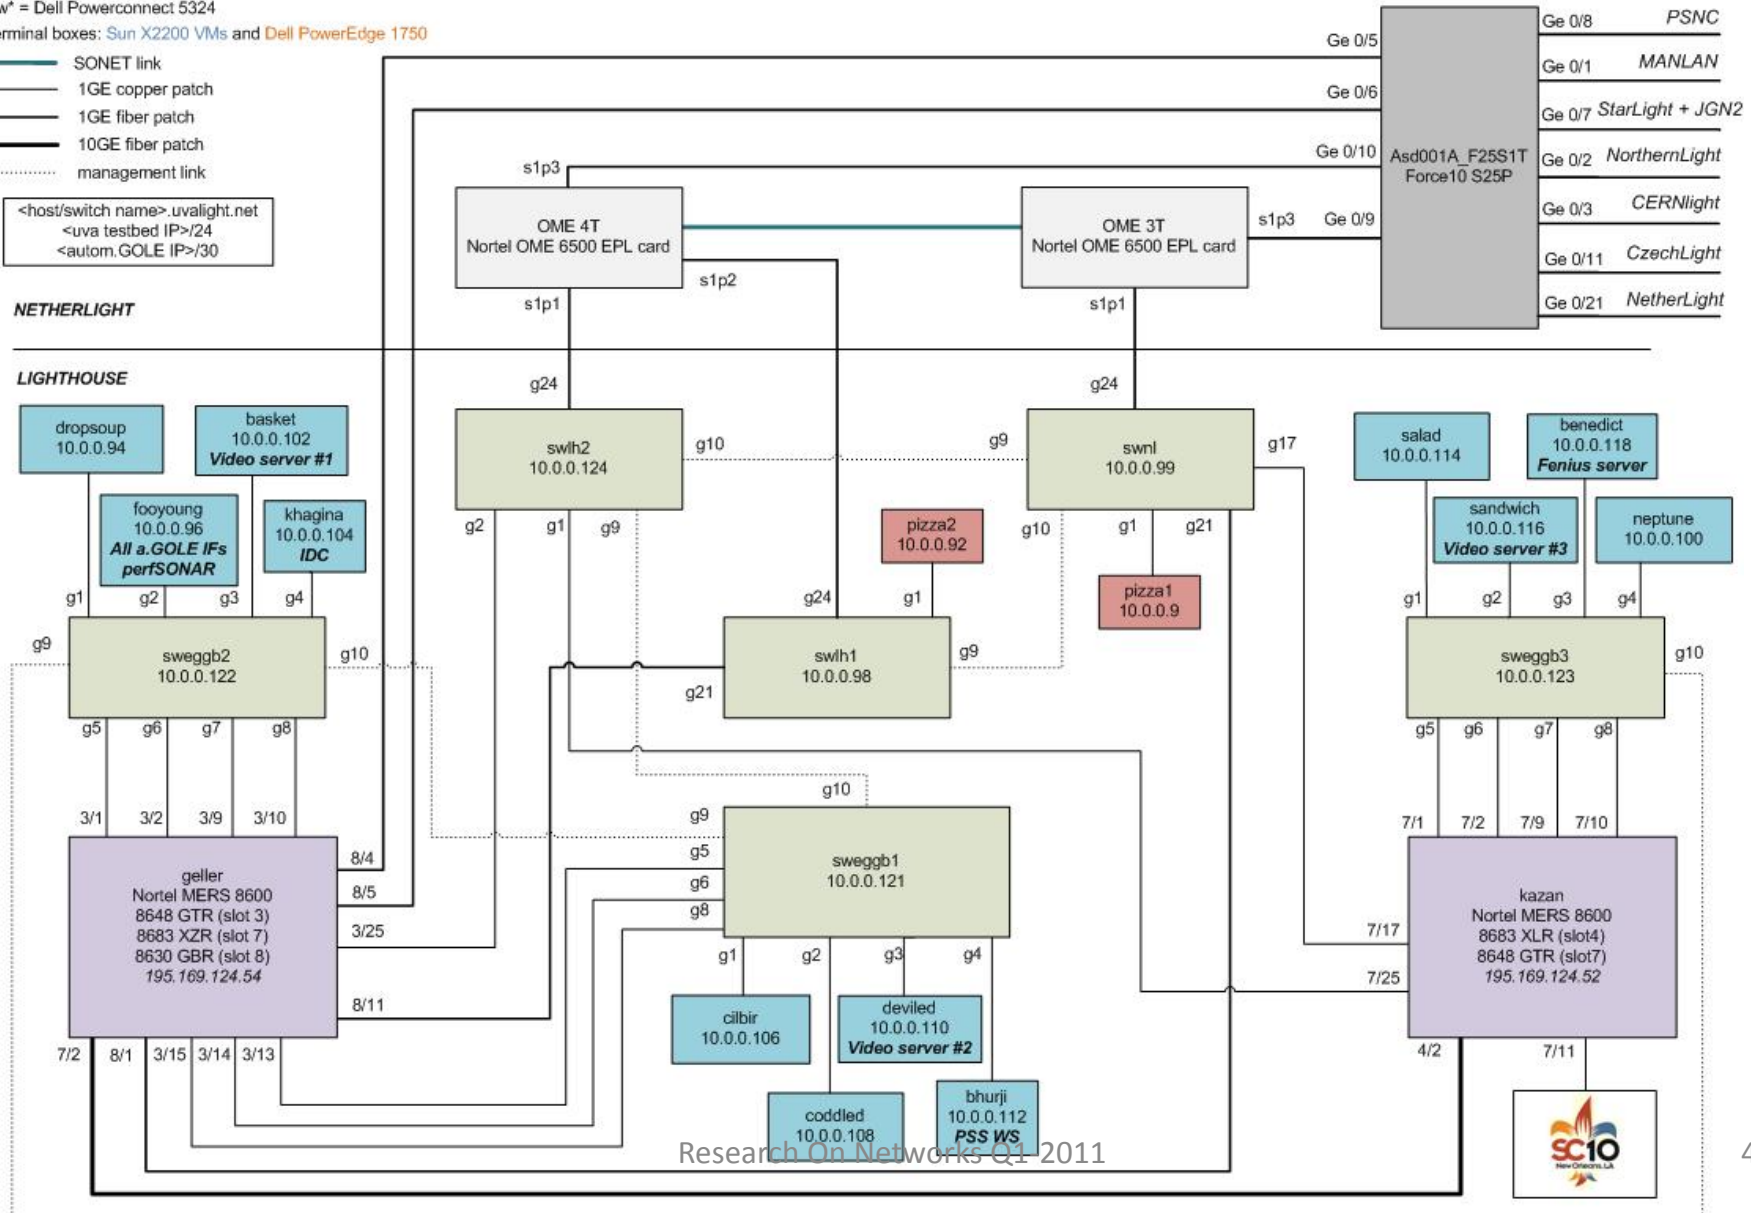 w* = Dell Powerconnect 5324
erminal boxes: Sun X2200 VMs and Dell PowerEdge 1750
SONET link
1GE copper patch
1GE fiber patch
10GE fiber patch
management link
<host/switch name>.uvalight.net
<uva testbed IP>/24
<autom.GOLE IP>/30
NETHERLIGHT
Ge 0/5
Ge 0/6
Ge 0/10
Ge 0/9
Asd001A_F25S1T
Force10 S25P
Ge 0/8 PSNC
Ge 0/1 MANLAN
Ge 0/7 StarLight + JGN2
Ge 0/2 NorthernLight
Ge 0/3 CERNlight
Ge 0/11 CzechLight
Ge 0/21 NetherLight
s1p3
OME 4T
Nortel OME 6500 EPL card
s1p2
s1p1
OME 3T
Nortel OME 6500 EPL card
s1p3
s1p1
LIGHTHOUSE
dropsoup
10.0.0.94
basket
10.0.0.102
Video server #1
fooyoung
10.0.0.96
All a.GOLE IFs
perfSONAR
khagina
10.0.0.104
IDC
g1
g2
g3
g4
g9
sweggb2
10.0.0.122
g10
g5
g6
g7
g8
g24
swlh2
10.0.0.124
g10
g2
g1
g9
g24
g9
swnl
10.0.0.99
g17
g10
g1
g21
pizza2
10.0.0.92
pizza1
10.0.0.9
g24
g1
swlh1
10.0.0.98
g9
g21
salad
10.0.0.114
benedict
10.0.0.118
Fenius server
sandwich
10.0.0.116
Video server #3
neptune
10.0.0.100
g1
g2
g3
g4
sweggb3
10.0.0.123
g10
g5
g6
g7
g8
3/1
3/2
3/9
3/10
geller
Nortel MERS 8600
8648 GTR (slot 3)
8683 XZR (slot 7)
8630 GBR (slot 8)
195.169.124.54
8/4
8/5
3/25
8/11
7/2
8/1
3/15
3/14
3/13
g10
g9
g5
g6
g8
sweggb1
10.0.0.121
g1
g2
g3
g4
cilbir
10.0.0.106
deviled
10.0.0.110
Video server #2
coddled
10.0.0.108
bhurji
10.0.0.112
PSS WS
7/1
7/2
7/9
7/10
7/17
7/25
kazan
Nortel MERS 8600
8683 XLR (slot4)
8648 GTR (slot7)
195.169.124.52
4/2
7/11
SC10
New Orleans, LA
Research On Networks Q1-2011
4